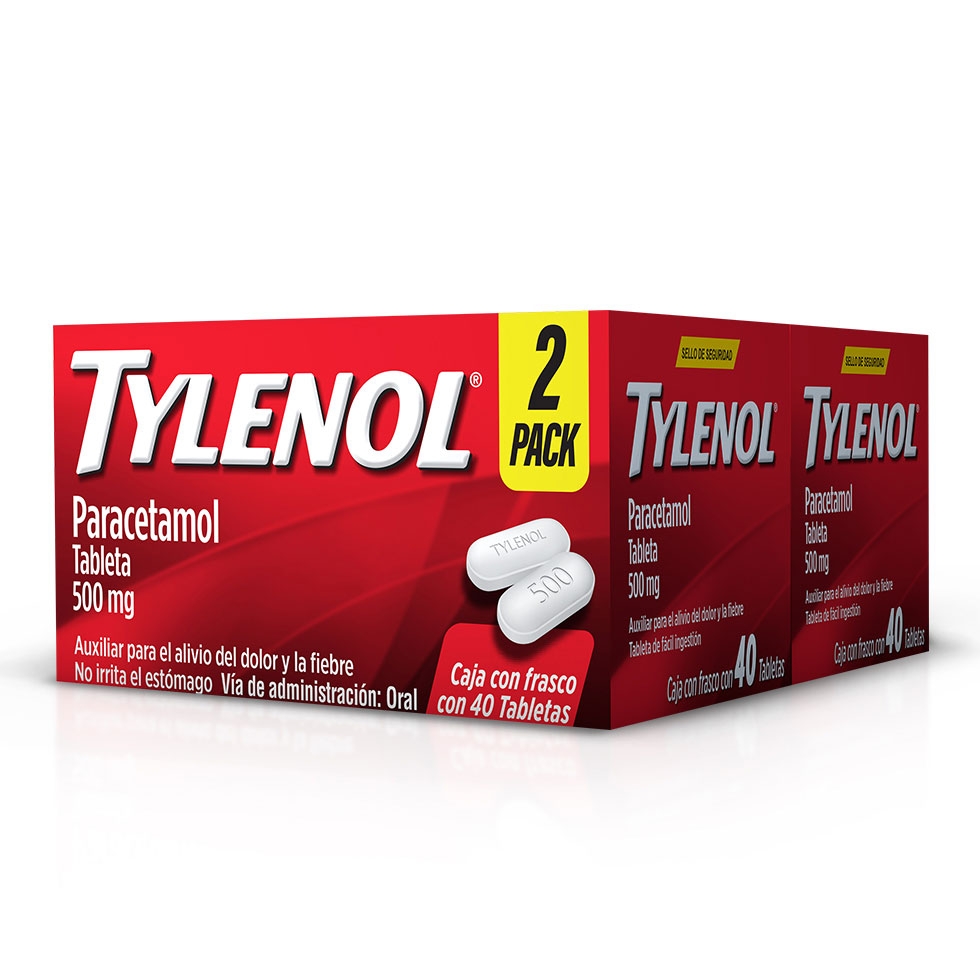 TYLENOL®
2
PACK
Paracetamol
Tableta
500 mg
TYLENOL
500
Auxiliar para el alivio del dolor y la fiebre
No irrita el estómago Vía de administración: Oral
Caja con frasco
con 40 Tabletas
SELLO DE SEGURIDAD
TYLENOL®
Paracetamol
Tableta
500 mg
Auxiliar para el alivio del dolor y la fiebre
Tableta de fácil ingestión
Caja con frasco con 40 Tabletas
SELLO DE SEGURIDAD
TYLENOL®
Paracetamol
Tableta
500 mg
Auxiliar para el alivio del dolor y la fiebre
Tableta de fácil ingestión
Caja con frasco con 40 Tabletas